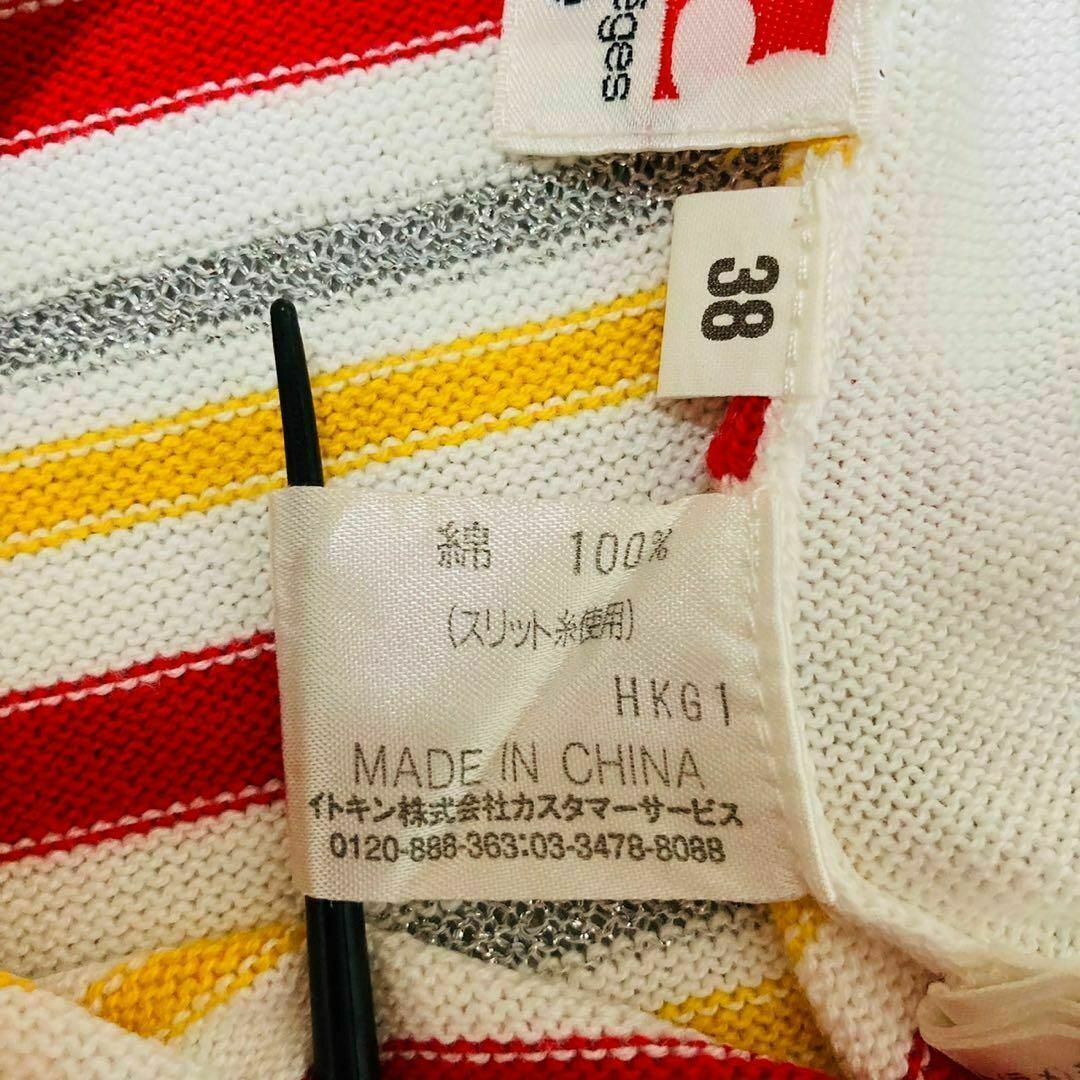 38
綿 100%
(スリット糸使用)
HKG1
MADE IN CHINA
イトキン株式会社カスタマーサービス
0120-888-363:03-3478-8088